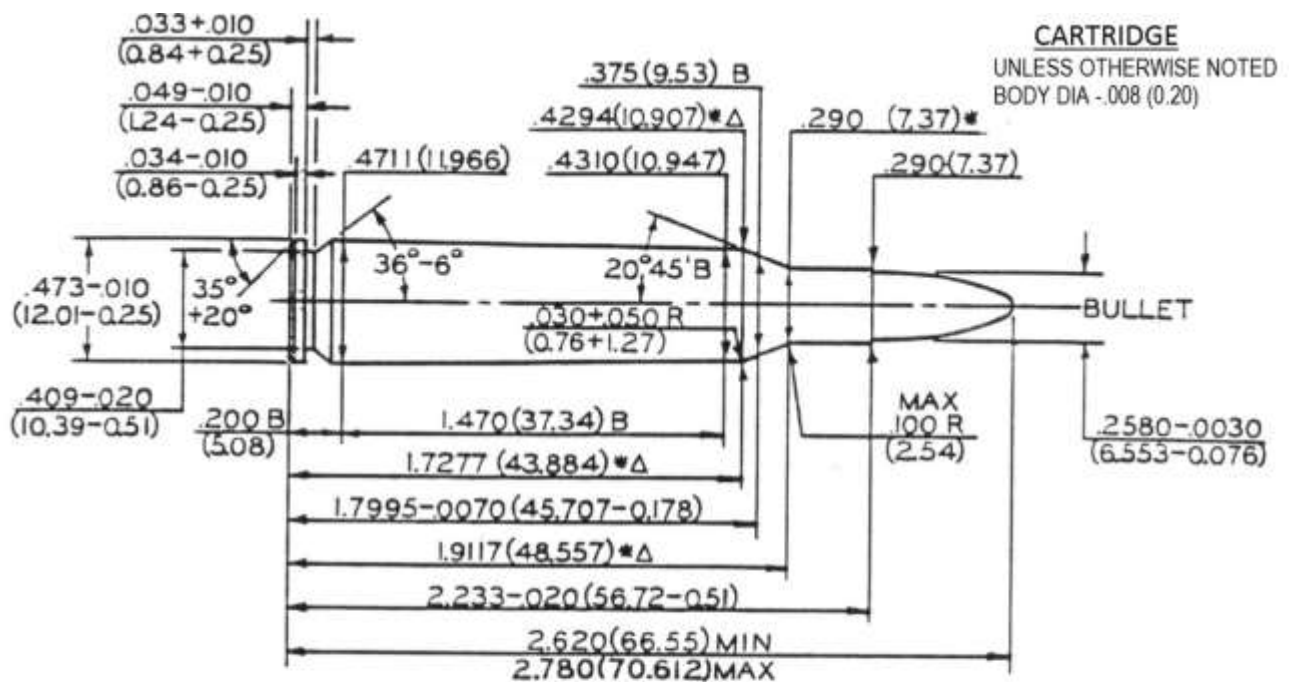 .033+.010
(0.84+0.25)
CARTRIDGE
UNLESS OTHERWISE NOTED
BODY DIA -.008 (0.20)
.375(9.53) B
.049-.010
(1.24-0.25)
.4294(10.907)*Δ
.290 (7.37)*
.034-.010
(0.86-0.25)
.4711(11.966)
.4310(10.947)
.290(7.37)
36°-6°
20°45'B
.473-.010
(12.01-0.25)
35°
+20°
.030+.050 R
(0.76+1.27)
BULLET
.409-.020
(10.39-0.51)
.200 B
(5.08)
1.470(37.34) B
MAX
.100 R
(2.54)
.2580-.0030
(6.553-0.076)
1.7277 (43.884)*Δ
1.7995-.0070(45.707-0.178)
1.9117(48.557)*Δ
2.233-.020(56.72-0.51)
2.620(66.55)MIN
2.780(70.612)MAX